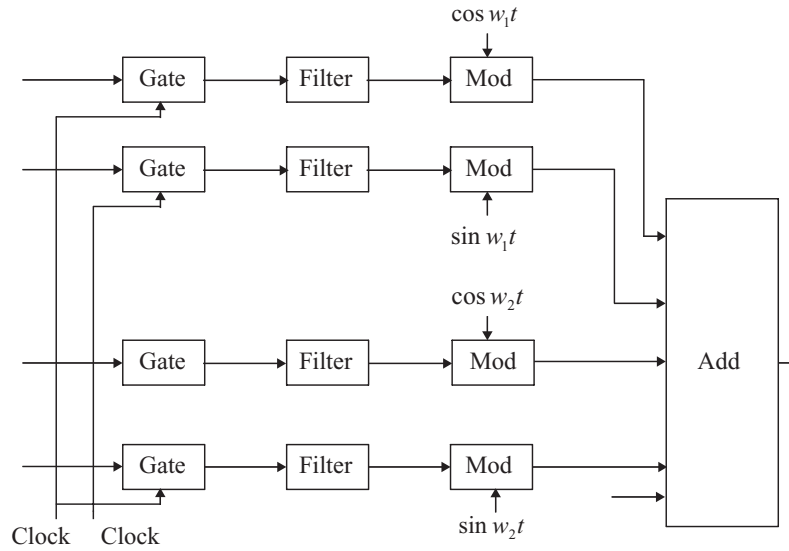 cos w₁t
Gate Filter Mod
Gate Filter Mod
sin w₁t
cos w₂t
Gate Filter Mod Add
Gate Filter Mod
Clock Clock sin w₂t